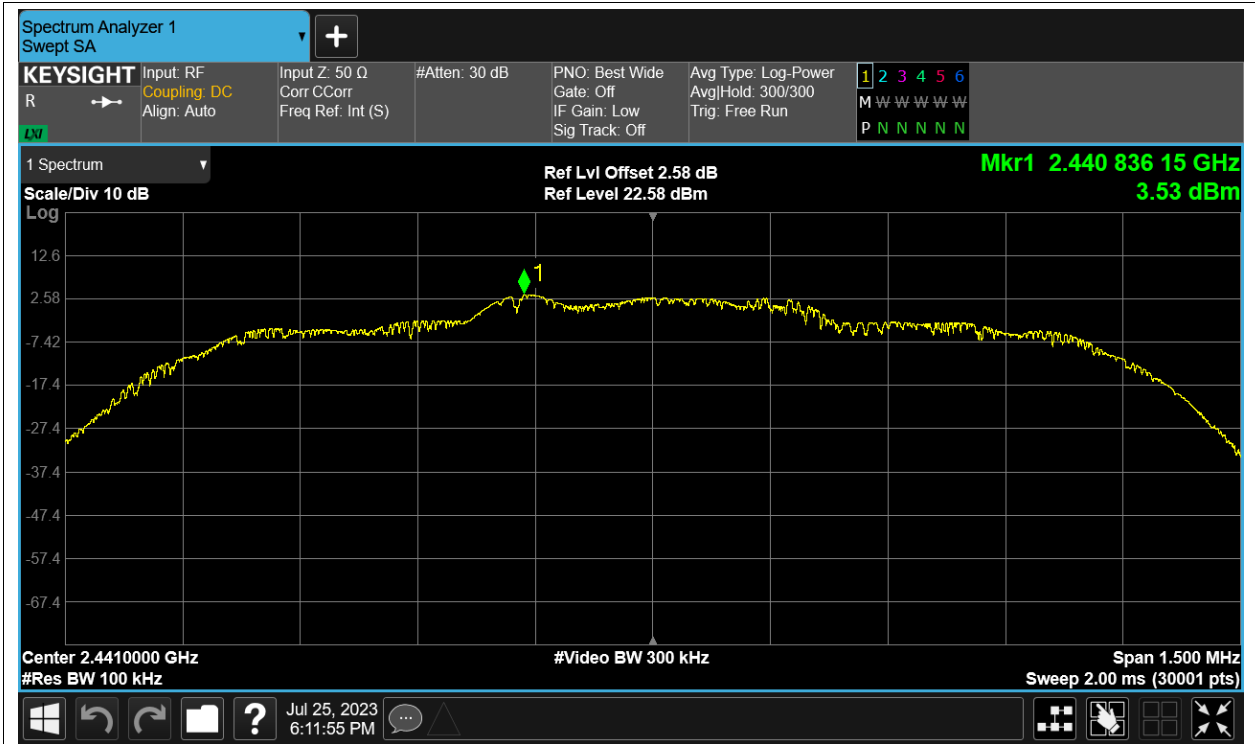 Spectrum Analyzer 1
Swept SA
KEYSIGHT
R
LXI
Input: RF
Coupling: DC
Align: Auto
Input Z: 50 Ω
Corr CCorr
Freq Ref: Int (S)
#Atten: 30 dB
PNO: Best Wide
Gate: Off
IF Gain: Low
Sig Track: Off
Avg Type: Log-Power
Avg|Hold: 300/300
Trig: Free Run
1 2 3 4 5 6
M W W W W W
P N N N N N
1 Spectrum
Scale/Div 10 dB
Log
Ref Lvl Offset 2.58 dB
Ref Level 22.58 dBm
Mkr1 2.440 836 15 GHz
3.53 dBm
1
12.6
2.58
-7.42
-17.4
-27.4
-37.4
-47.4
-57.4
-67.4
Center 2.4410000 GHz
#Res BW 100 kHz
#Video BW 300 kHz
Span 1.500 MHz
Sweep 2.00 ms (30001 pts)
?
Jul 25, 2023
6:11:55 PM